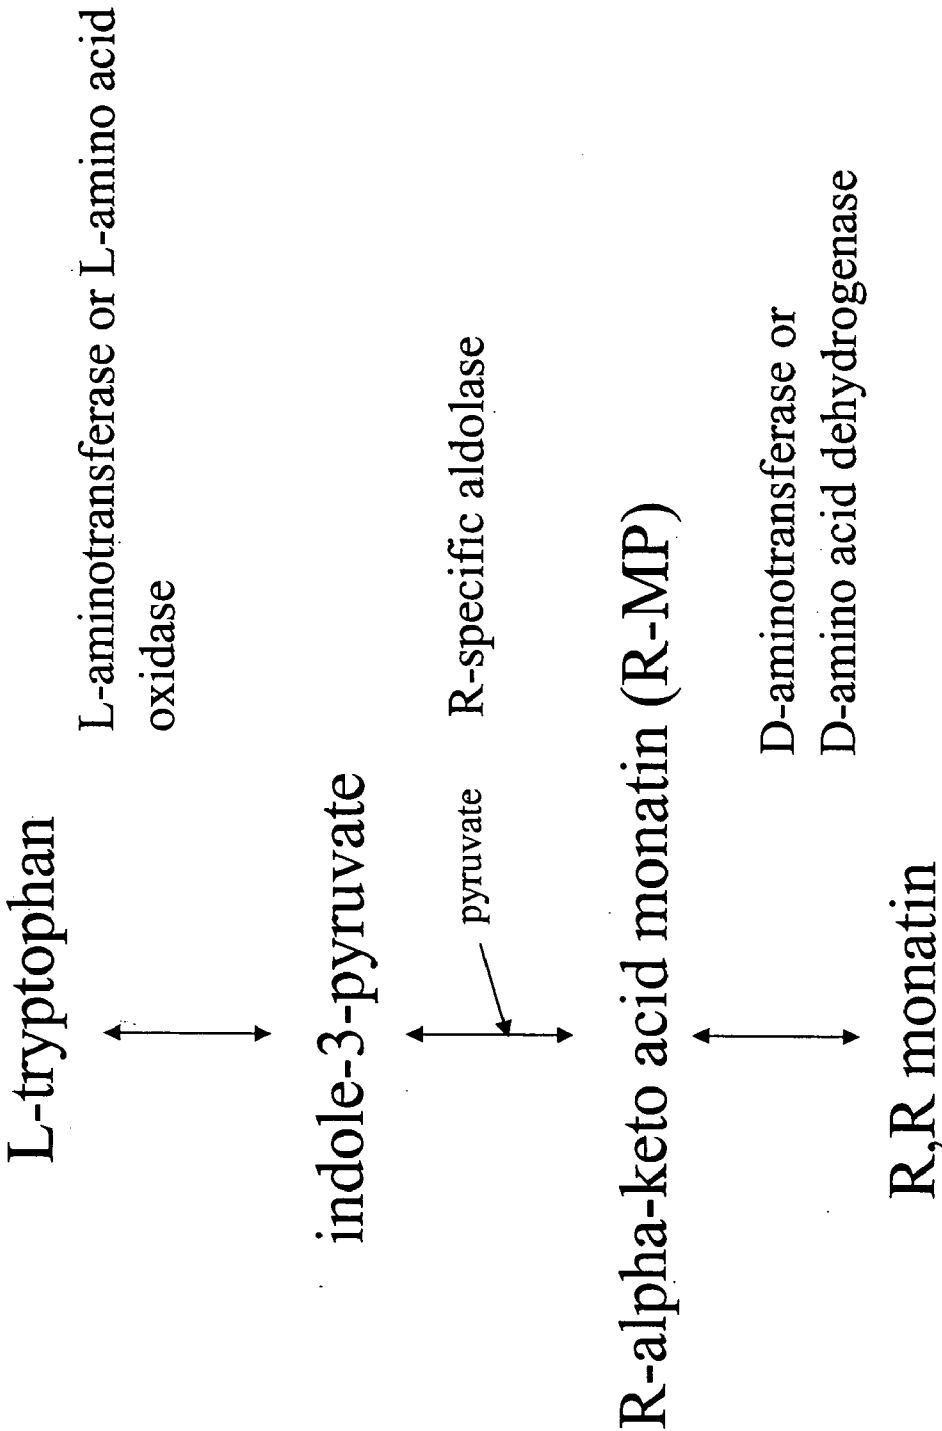 L-tryptophan
L-aminotransferase or L-amino acid
oxidase
indole-3-pyruvate
pyruvate
R-specific aldolase
R-alpha-keto acid monatin (R-MP)
D-aminotransferase or
D-amino acid dehydrogenase
R,R monatin